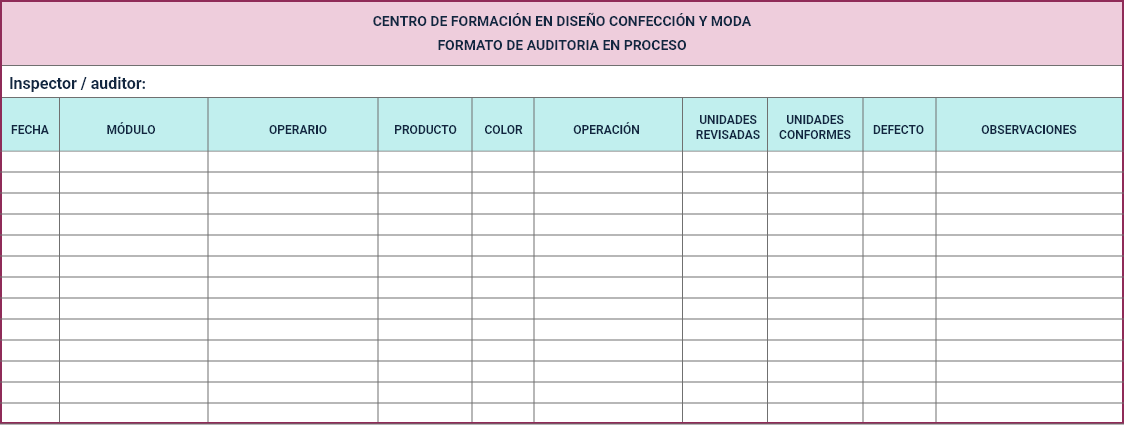 CENTRO DE FORMACIÓN EN DISEÑO CONFECCIÓN Y MODA
FORMATO DE AUDITORIA EN PROCESO
Inspector / auditor:
FECHA MÓDULO OPERARIO PRODUCTO COLOR OPERACIÓN UNIDADES REVISADAS UNIDADES CONFORMES DEFECTO OBSERVACIONES